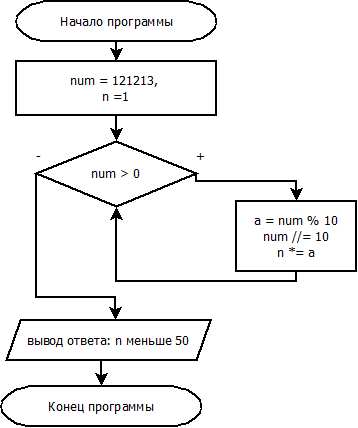 Начало программы
num = 121213,
n =1
-
+
num > 0
a = num % 10
num //= 10
n *= a
вывод ответа: n меньше 50
Конец программы